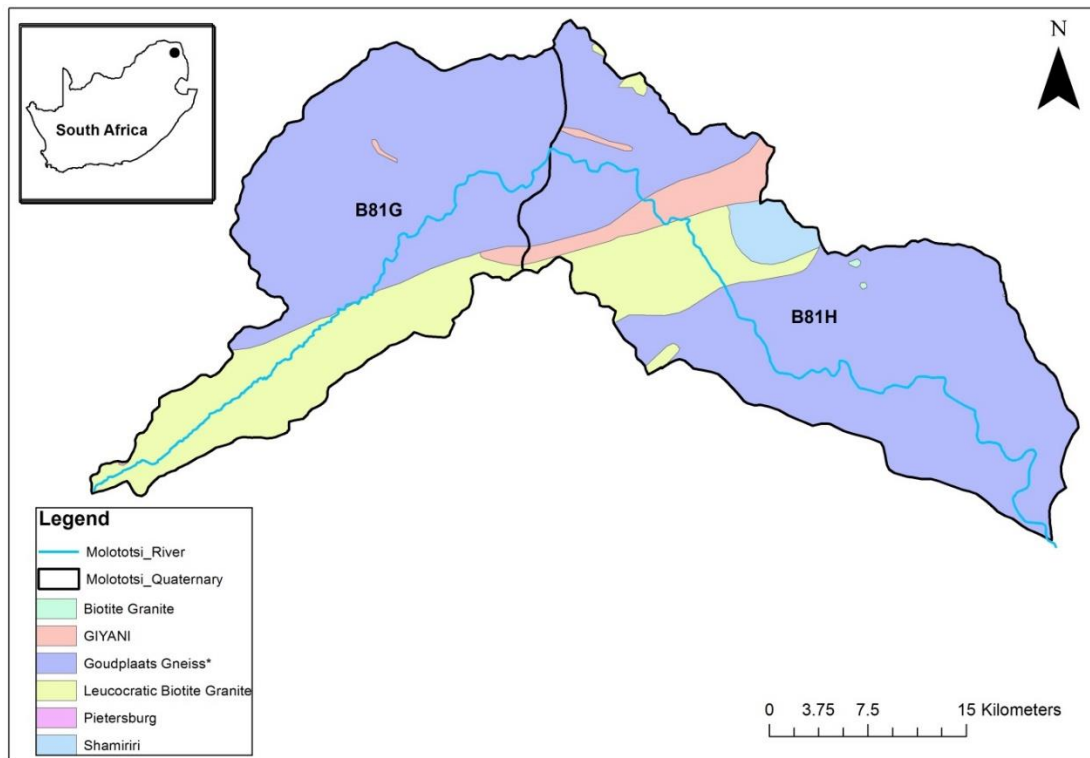 South Africa
N
B81G
B81H
Legend
Molototsi_River
Molototsi_Quaternary
Biotite Granite
GIYANI
Goudplaats Gneiss*
Leucocratic Biotite Granite
Pietersburg
Shamiriri
0 3.75 7.5 15 Kilometers